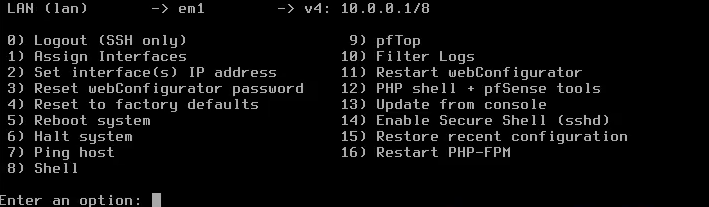 LAN (lan)       -> em1        -> v4: 10.0.0.1/8
0) Logout (SSH only)                  9) pfTop
1) Assign Interfaces                 10) Filter Logs
2) Set interface(s) IP address       11) Restart webConfigurator
3) Reset webConfigurator password    12) PHP shell + pfSense tools
4) Reset to factory defaults         13) Update from console
5) Reboot system                     14) Enable Secure Shell (sshd)
6) Halt system                       15) Restore recent configuration
7) Ping host                         16) Restart PHP-FPM
8) Shell
Enter an option: